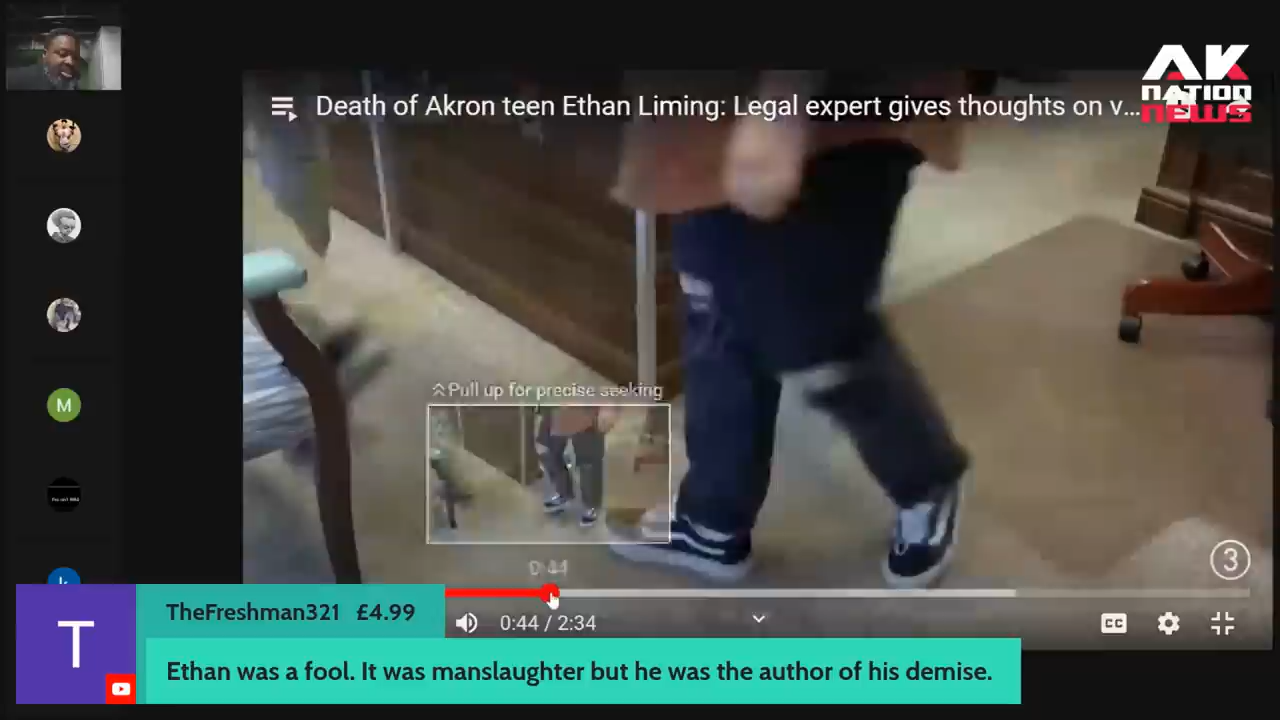 Death of Akron teen Ethan Liming: Legal expert gives thoughts on v...
AK
NATION
NEWS
Pull up for precise seeking
0:44
3
M
k
TheFreshman321 £4.99
0:44 / 2:34
CC
T
Ethan was a fool. It was manslaughter but he was the author of his demise.